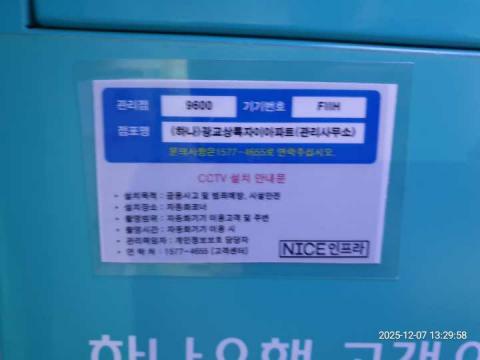 관리점 9600 기기번호 FIIH
점포명 (하나)광교상록자이아파트(관리사무소)
문의사항은1577-4655로 연락주십시오.
CCTV 설치 안내문
• 설치목적 : 금융사고 및 범죄예방, 시설안전
• 설치장소 : 자동화코너
• 촬영범위 : 자동화기기 이용고객 및 주변
• 촬영시간 : 자동화기기 이용 시
• 관리책임자 : 개인정보보호 담당자
• 연 락 처 : 1577-4655 (고객센터)
NICE인프라
2025-12-07 13:29:58
하나은행 고객